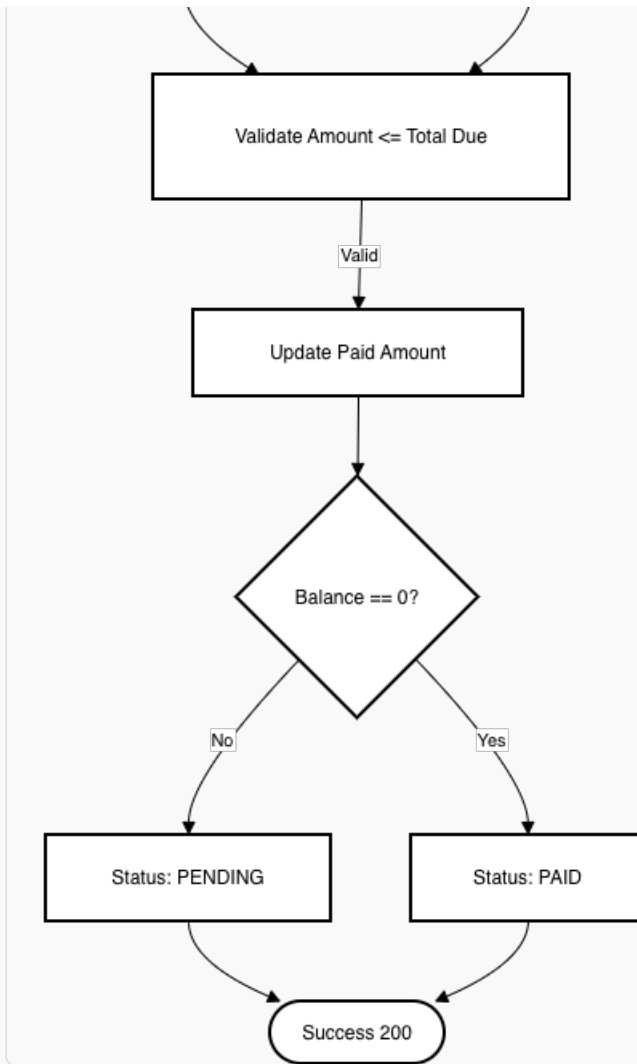 Validate Amount <= Total Due
Valid
Update Paid Amount
Balance == 0?
No
Yes
Status: PENDING
Status: PAID
Success 200